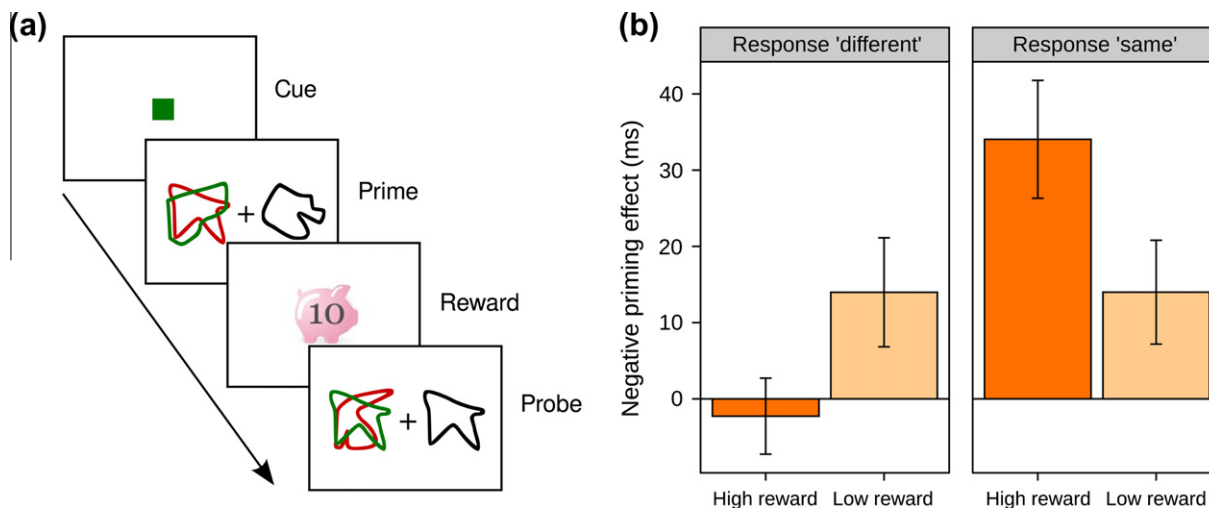 (a)
Cue
Prime
+
Reward
10
Probe
+
(b)
Response 'different'
Response 'same'
Negative priming effect (ms)
40
30
20
10
0
High reward
Low reward
High reward
Low reward